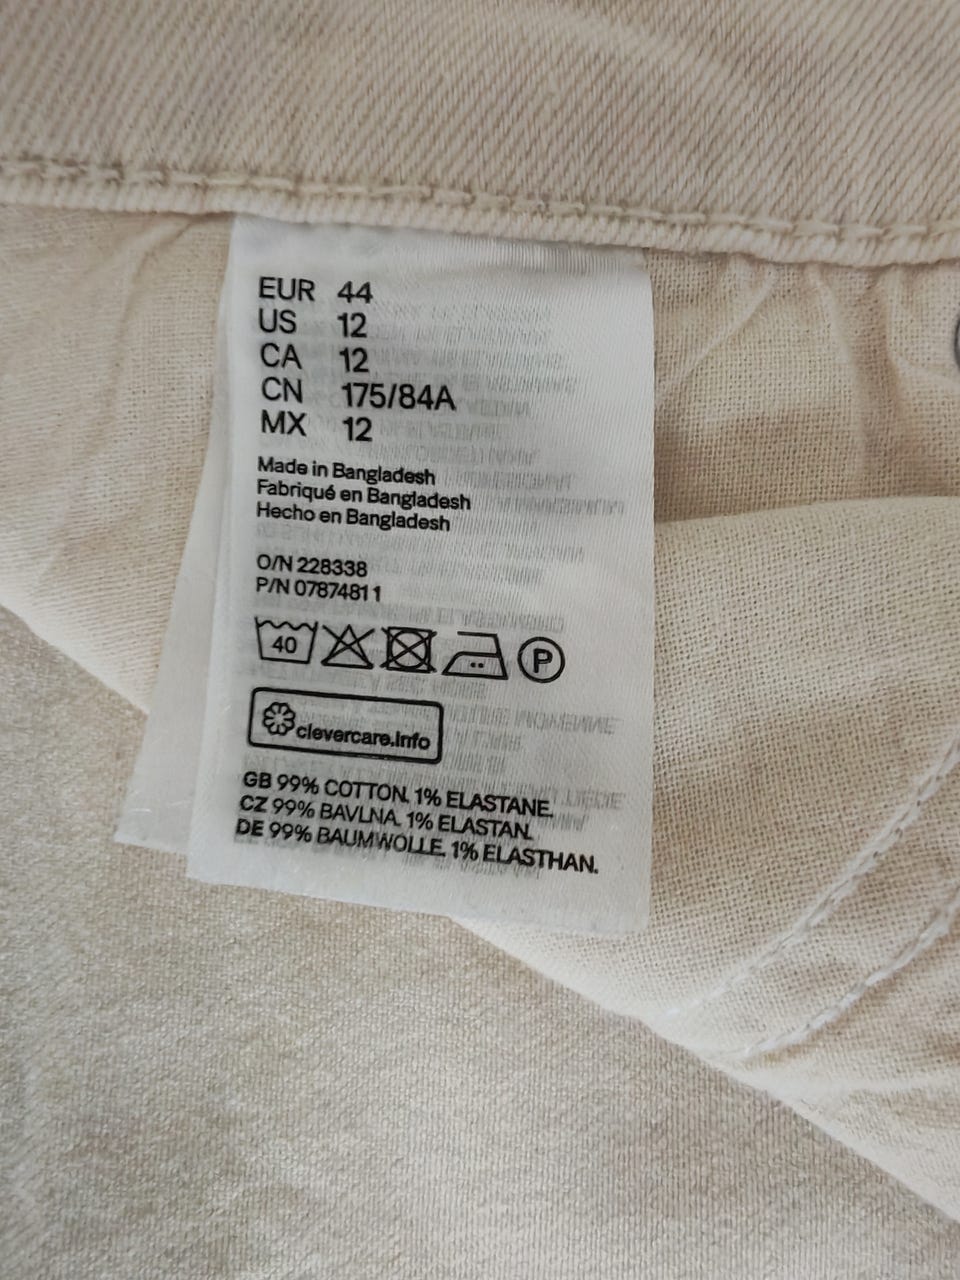 EUR 44
US 12
CA 12
CN 175/84A
MX 12
Made in Bangladesh
Fabriqué en Bangladesh
Hecho en Bangladesh
O/N 228338
P/N 07874811
40 P
clevercare.info
GB 99% COTTON. 1% ELASTANE.
CZ 99% BAVLNA. 1% ELASTAN.
DE 99% BAUMWOLLE. 1% ELASTHAN.